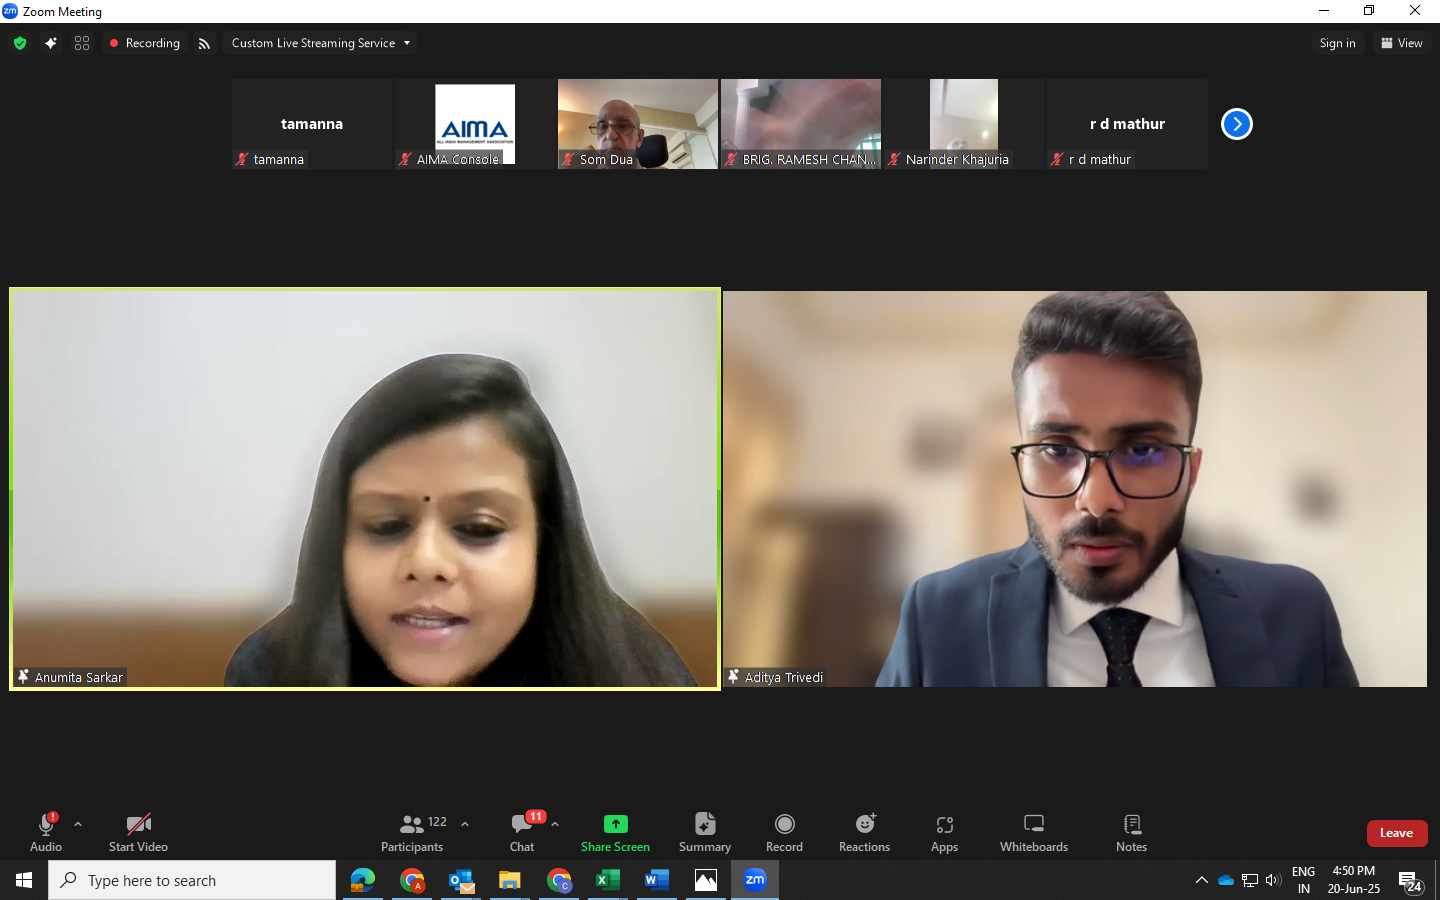 Zoom Meeting
Recording
Custom Live Streaming Service
Sign in
View
tamanna
tamanna
AIMA
ALL INDIA MANAGEMENT ASSOCIATION
AIMA Console
Som Dua
BRIG. RAMESH CHAN...
Narinder Khajuria
r d mathur
r d mathur
Anumita Sarkar
Aditya Trivedi
Audio
Start Video
122
Participants
11
Chat
Share Screen
Summary
Record
Reactions
Apps
Whiteboards
Notes
Leave
Type here to search
A
C
zm
ENG
IN
4:50 PM
20-Jun-25
24